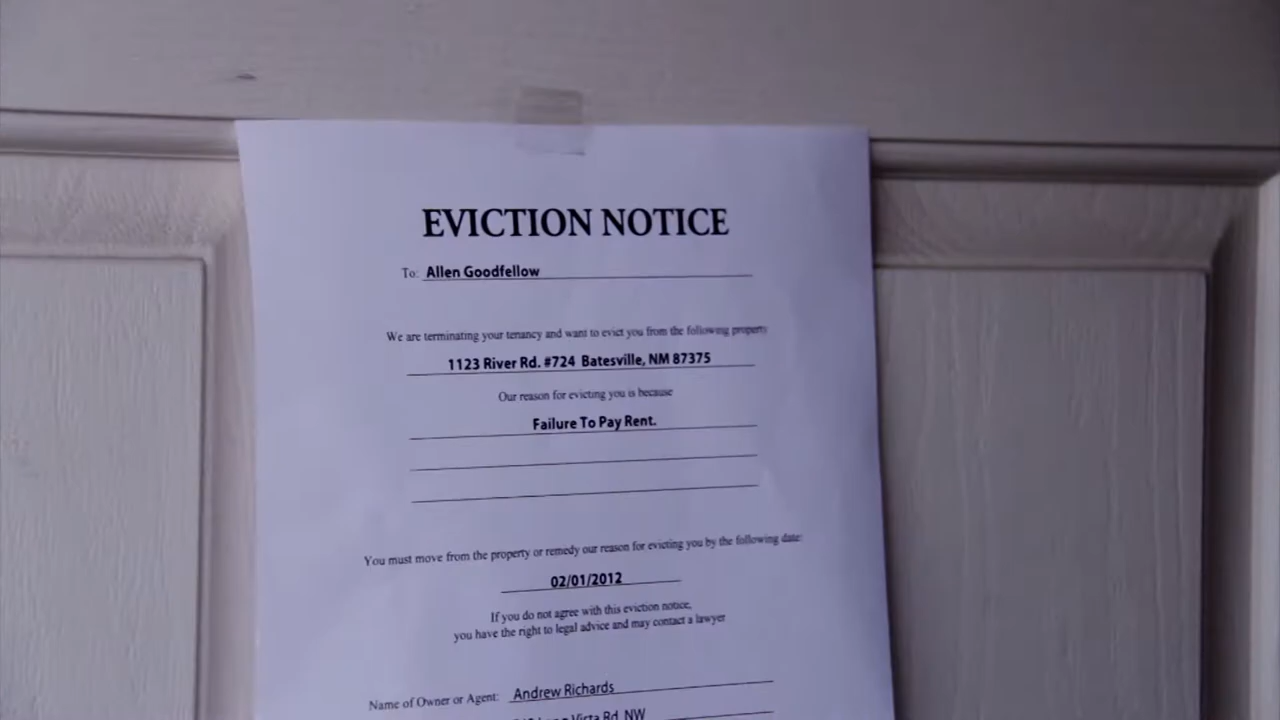 EVICTION NOTICE
To: Allen Goodfellow
We are terminating your tenancy and want to evict you from the following property
1123 River Rd. #724 Batesville, NM 87375
Our reason for evicting you is because
Failure To Pay Rent.
You must move from the property or remedy our reason for evicting you by the following date:
02/01/2012
If you do not agree with this eviction notice,
you have the right to legal advice and may contact a lawyer
Name of Owner or Agent: Andrew Richards
Vista Rd. NW